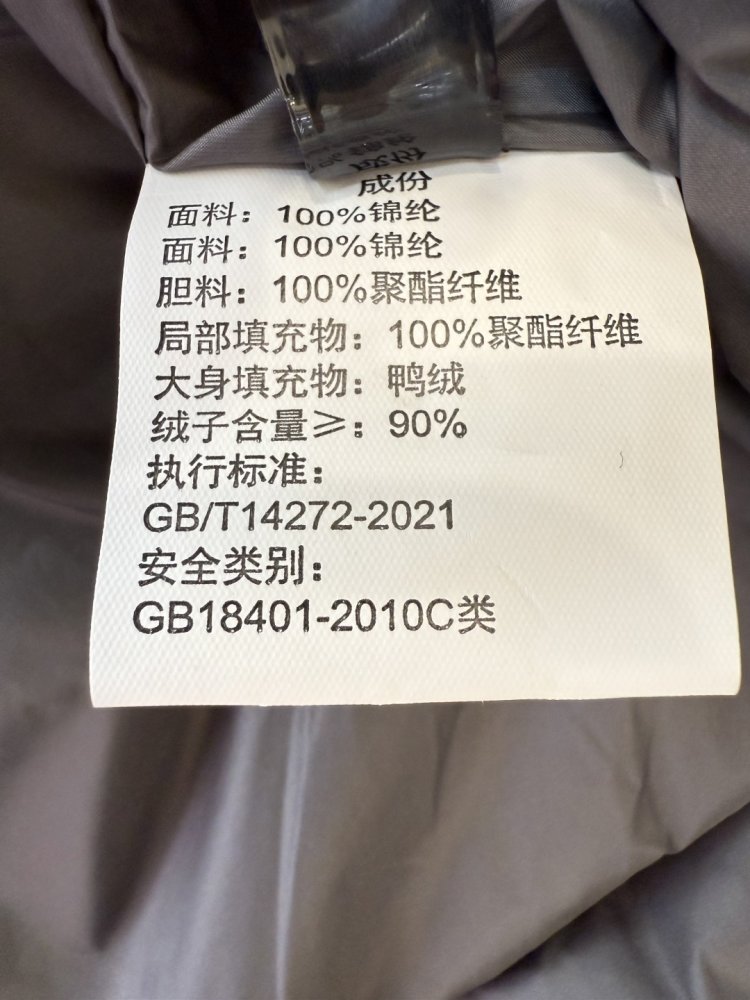 成份
面料：100%锦纶
面料：100%锦纶
胆料：100%聚酯纤维
局部填充物：100%聚酯纤维
大身填充物：鸭绒
绒子含量≥：90%
执行标准：
GB/T14272-2021
安全类别：
GB18401-2010C类